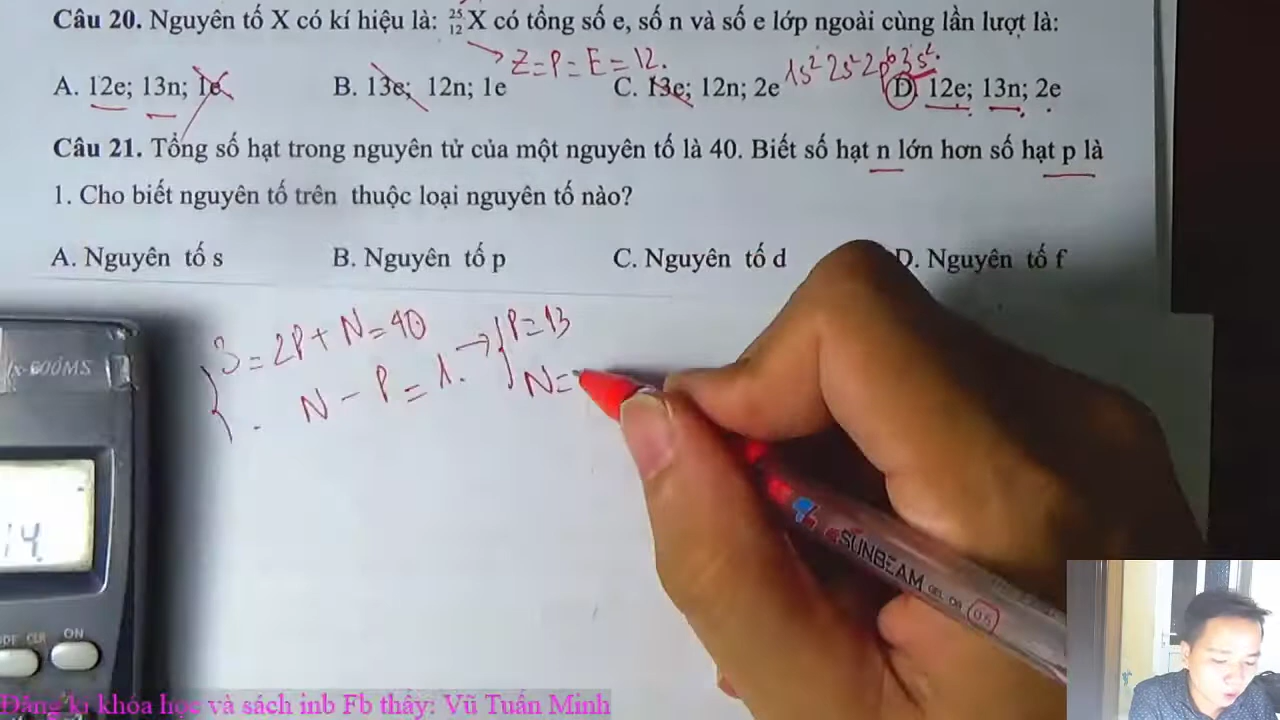 Câu 20. Nguyên tố X có kí hiệu là: ²⁵₁₂X có tổng số e, số n và số e lớp ngoài cùng lần lượt là:
Z=P=E=12. 1s² 2s² 2p⁶ 3s².
A. 12e; 13n; 1e B. 13e; 12n; 1e C. 13e; 12n; 2e D. 12e; 13n; 2e
Câu 21. Tổng số hạt trong nguyên tử của một nguyên tố là 40. Biết số hạt n lớn hơn số hạt p là
1. Cho biết nguyên tố trên thuộc loại nguyên tố nào?
A. Nguyên tố s B. Nguyên tố p C. Nguyên tố d D. Nguyên tố f
S=2P+N=40 → P=13
N-P=1. N=
14
ON
SUNBEAM
GEL
0.5
Đăng kí khóa học và sách inb Fb thầy: Vũ Tuấn Minh